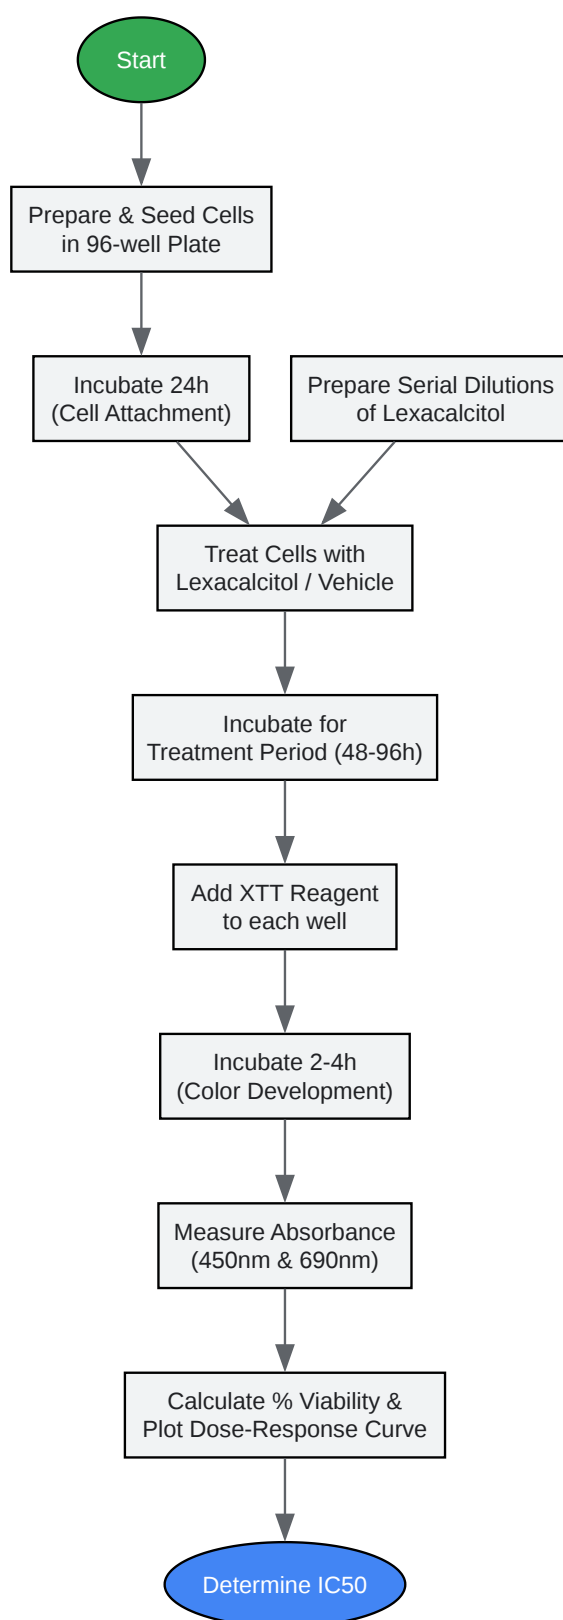 Start
Prepare & Seed Cells
in 96-well Plate
Incubate 24h
(Cell Attachment)
Prepare Serial Dilutions
of Lexacalcitol
Treat Cells with
Lexacalcitol / Vehicle
Incubate for
Treatment Period (48-96h)
Add XTT Reagent
to each well
Incubate 2-4h
(Color Development)
Measure Absorbance
(450nm & 690nm)
Calculate % Viability &
Plot Dose-Response Curve
Determine IC50